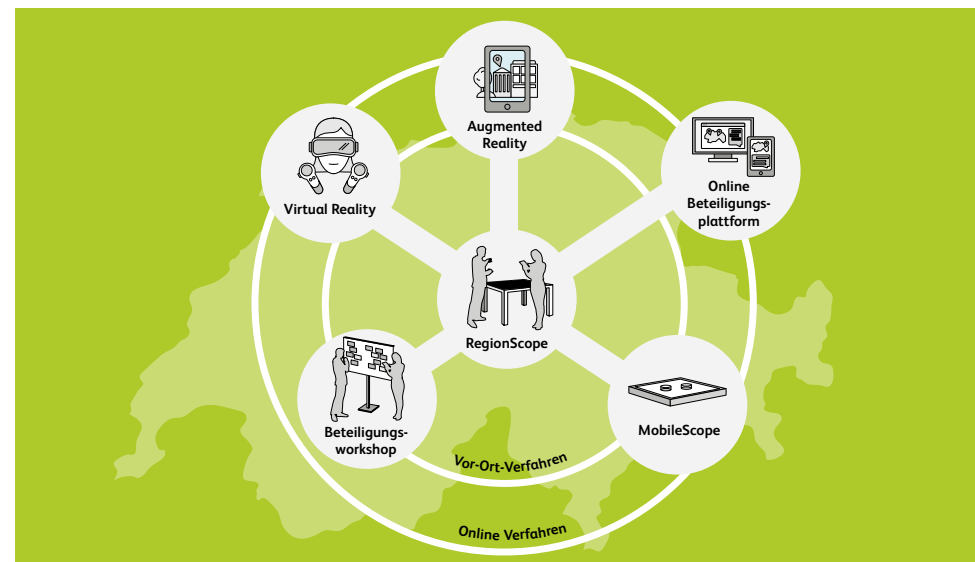 Augmented
Reality
Virtual Reality
Online
Beteiligungs-
plattform
RegionScope
Beteiligungs-
workshop
MobileScope
Vor-Ort-Verfahren
Online Verfahren